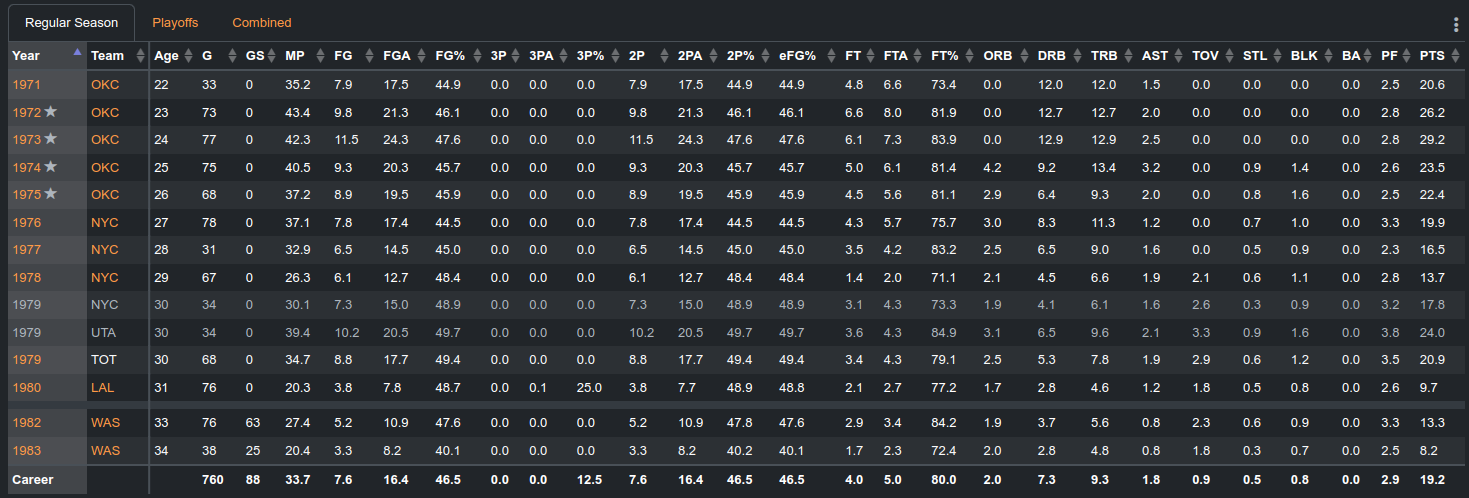 Regular Season Playoffs Combined
Year Team Age G GS MP FG FGA FG% 3P 3PA 3P% 2P 2PA 2P% eFG% FT FTA FT% ORB DRB TRB AST TOV STL BLK BA PF PTS
1971 OKC 22 33 0 35.2 7.9 17.5 44.9 0.0 0.0 0.0 7.9 17.5 44.9 44.9 4.8 6.6 73.4 0.0 12.0 12.0 1.5 0.0 0.0 0.0 0.0 2.5 20.6
1972 ★ OKC 23 73 0 43.4 9.8 21.3 46.1 0.0 0.0 0.0 9.8 21.3 46.1 46.1 6.6 8.0 81.9 0.0 12.7 12.7 2.0 0.0 0.0 0.0 0.0 2.8 26.2
1973 ★ OKC 24 77 0 42.3 11.5 24.3 47.6 0.0 0.0 0.0 11.5 24.3 47.6 47.6 6.1 7.3 83.9 0.0 12.9 12.9 2.5 0.0 0.0 0.0 0.0 2.8 29.2
1974 ★ OKC 25 75 0 40.5 9.3 20.3 45.7 0.0 0.0 0.0 9.3 20.3 45.7 45.7 5.0 6.1 81.4 4.2 9.2 13.4 3.2 0.0 0.9 1.4 0.0 2.6 23.5
1975 ★ OKC 26 68 0 37.2 8.9 19.5 45.9 0.0 0.0 0.0 8.9 19.5 45.9 45.9 4.5 5.6 81.1 2.9 6.4 9.3 2.0 0.0 0.8 1.6 0.0 2.5 22.4
1976 NYC 27 78 0 37.1 7.8 17.4 44.5 0.0 0.0 0.0 7.8 17.4 44.5 44.5 4.3 5.7 75.7 3.0 8.3 11.3 1.2 0.0 0.7 1.0 0.0 3.3 19.9
1977 NYC 28 31 0 32.9 6.5 14.5 45.0 0.0 0.0 0.0 6.5 14.5 45.0 45.0 3.5 4.2 83.2 2.5 6.5 9.0 1.6 0.0 0.5 0.9 0.0 2.3 16.5
1978 NYC 29 67 0 26.3 6.1 12.7 48.4 0.0 0.0 0.0 6.1 12.7 48.4 48.4 1.4 2.0 71.1 2.1 4.5 6.6 1.9 2.1 0.6 1.1 0.0 2.8 13.7
1979 NYC 30 34 0 30.1 7.3 15.0 48.9 0.0 0.0 0.0 7.3 15.0 48.9 48.9 3.1 4.3 73.3 1.9 4.1 6.1 1.6 2.6 0.3 0.9 0.0 3.2 17.8
1979 UTA 30 34 0 39.4 10.2 20.5 49.7 0.0 0.0 0.0 10.2 20.5 49.7 49.7 3.6 4.3 84.9 3.1 6.5 9.6 2.1 3.3 0.9 1.6 0.0 3.8 24.0
1979 TOT 30 68 0 34.7 8.8 17.7 49.4 0.0 0.0 0.0 8.8 17.7 49.4 49.4 3.4 4.3 79.1 2.5 5.3 7.8 1.9 2.9 0.6 1.2 0.0 3.5 20.9
1980 LAL 31 76 0 20.3 3.8 7.8 48.7 0.0 0.1 25.0 3.8 7.7 48.9 48.8 2.1 2.7 77.2 1.7 2.8 4.6 1.2 1.8 0.5 0.8 0.0 2.6 9.7
1982 WAS 33 76 63 27.4 5.2 10.9 47.6 0.0 0.0 0.0 5.2 10.9 47.8 47.6 2.9 3.4 84.2 1.9 3.7 5.6 0.8 2.3 0.6 0.9 0.0 3.3 13.3
1983 WAS 34 38 25 20.4 3.3 8.2 40.1 0.0 0.0 0.0 3.3 8.2 40.2 40.1 1.7 2.3 72.4 2.0 2.8 4.8 0.8 1.8 0.3 0.7 0.0 2.5 8.2
Career 760 88 33.7 7.6 16.4 46.5 0.0 0.0 12.5 7.6 16.4 46.5 46.5 4.0 5.0 80.0 2.0 7.3 9.3 1.8 0.9 0.5 0.8 0.0 2.9 19.2